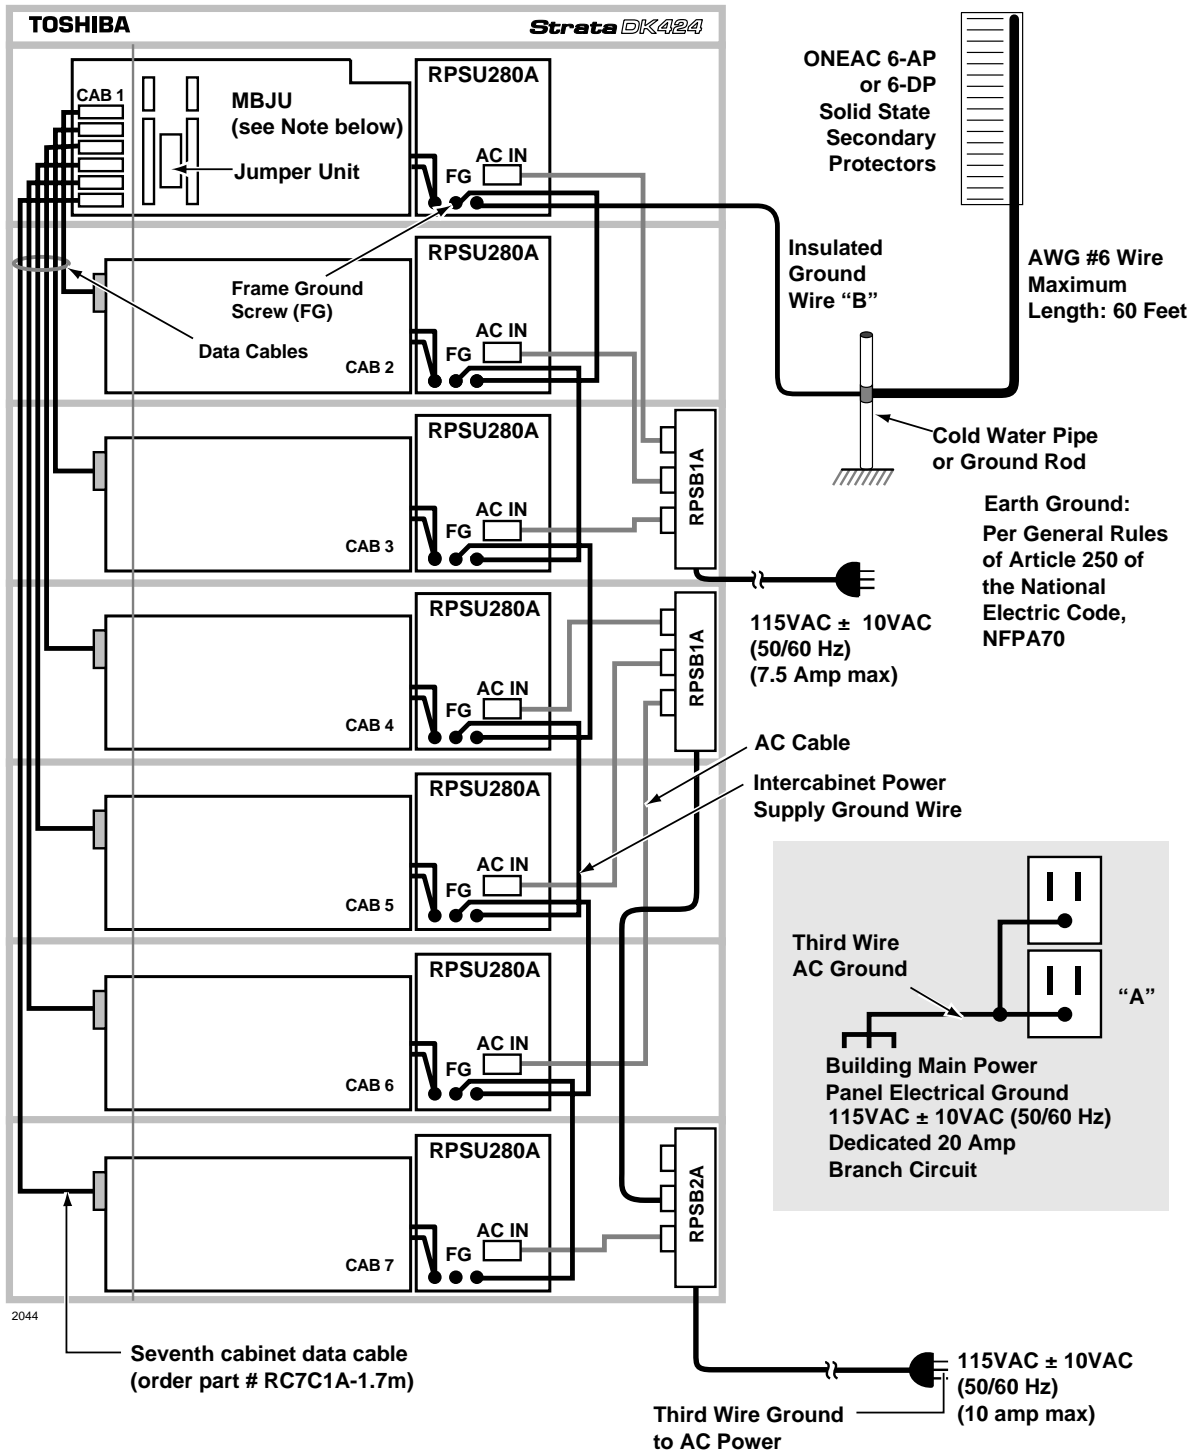 TOSHIBA
Strata DK424
CAB 1
MBJU
(see Note below)
Jumper Unit
RPSU280A
AC IN
FG
ONEAC 6-AP
or 6-DP
Solid State
Secondary
Protectors
Insulated
Ground
Wire “B”
AWG #6 Wire
Maximum
Length: 60 Feet
RPSU280A
Frame Ground
Screw (FG)
Data Cables
AC IN
FG
CAB 2
Cold Water Pipe
or Ground Rod
Earth Ground:
Per General Rules
of Article 250 of
the National
Electric Code,
NFPA70
RPSU280A
AC IN
FG
CAB 3
RPSB1A
115VAC ± 10VAC
(50/60 Hz)
(7.5 Amp max)
RPSU280A
AC IN
FG
CAB 4
RPSB1A
AC Cable
Intercabinet Power
Supply Ground Wire
RPSU280A
AC IN
FG
CAB 5
Third Wire
AC Ground
“A”
Building Main Power
Panel Electrical Ground
115VAC ± 10VAC (50/60 Hz)
Dedicated 20 Amp
Branch Circuit
RPSU280A
AC IN
FG
CAB 6
RPSU280A
AC IN
FG
CAB 7
RPSB2A
2044
Seventh cabinet data cable
(order part # RC7C1A-1.7m)
115VAC ± 10VAC
(50/60 Hz)
(10 amp max)
Third Wire Ground
to AC Power